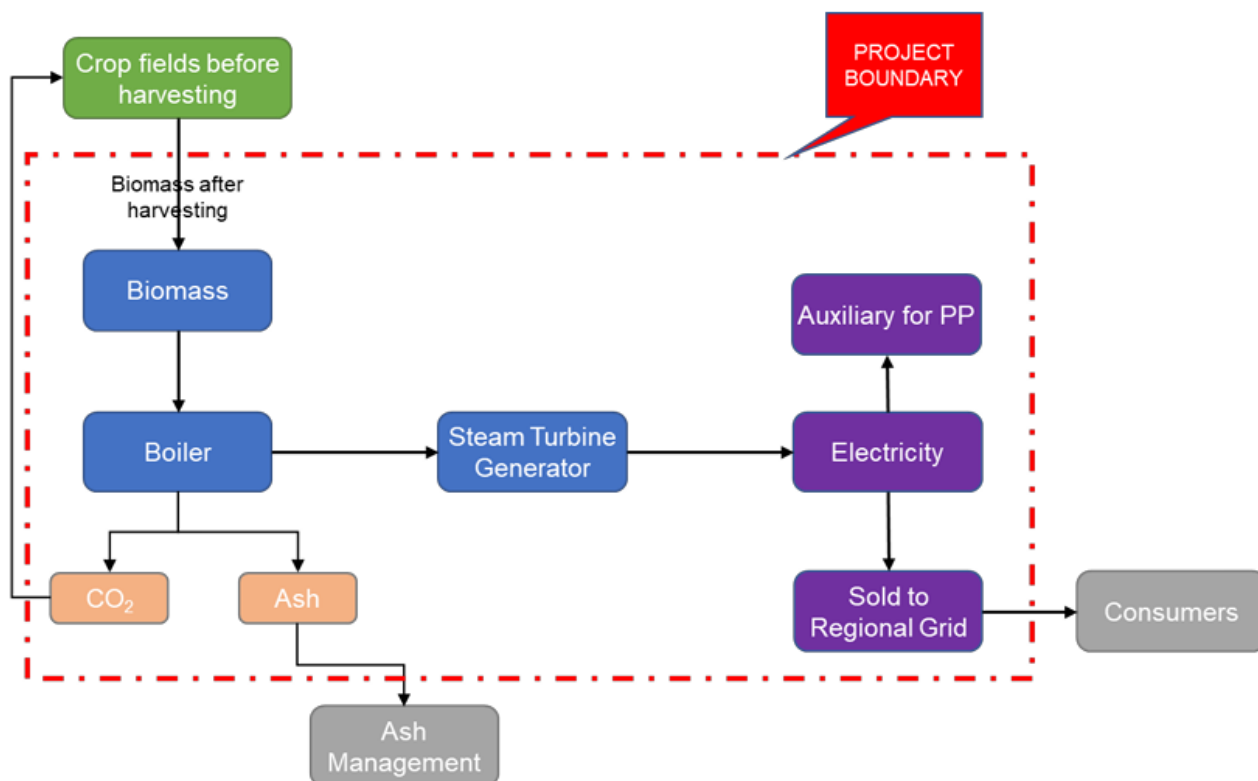 Crop fields before
harvesting
PROJECT
BOUNDARY
Biomass after
harvesting
Biomass
Auxiliary for PP
Boiler
Steam Turbine
Generator
Electricity
CO₂
Ash
Sold to
Regional Grid
Consumers
Ash
Management